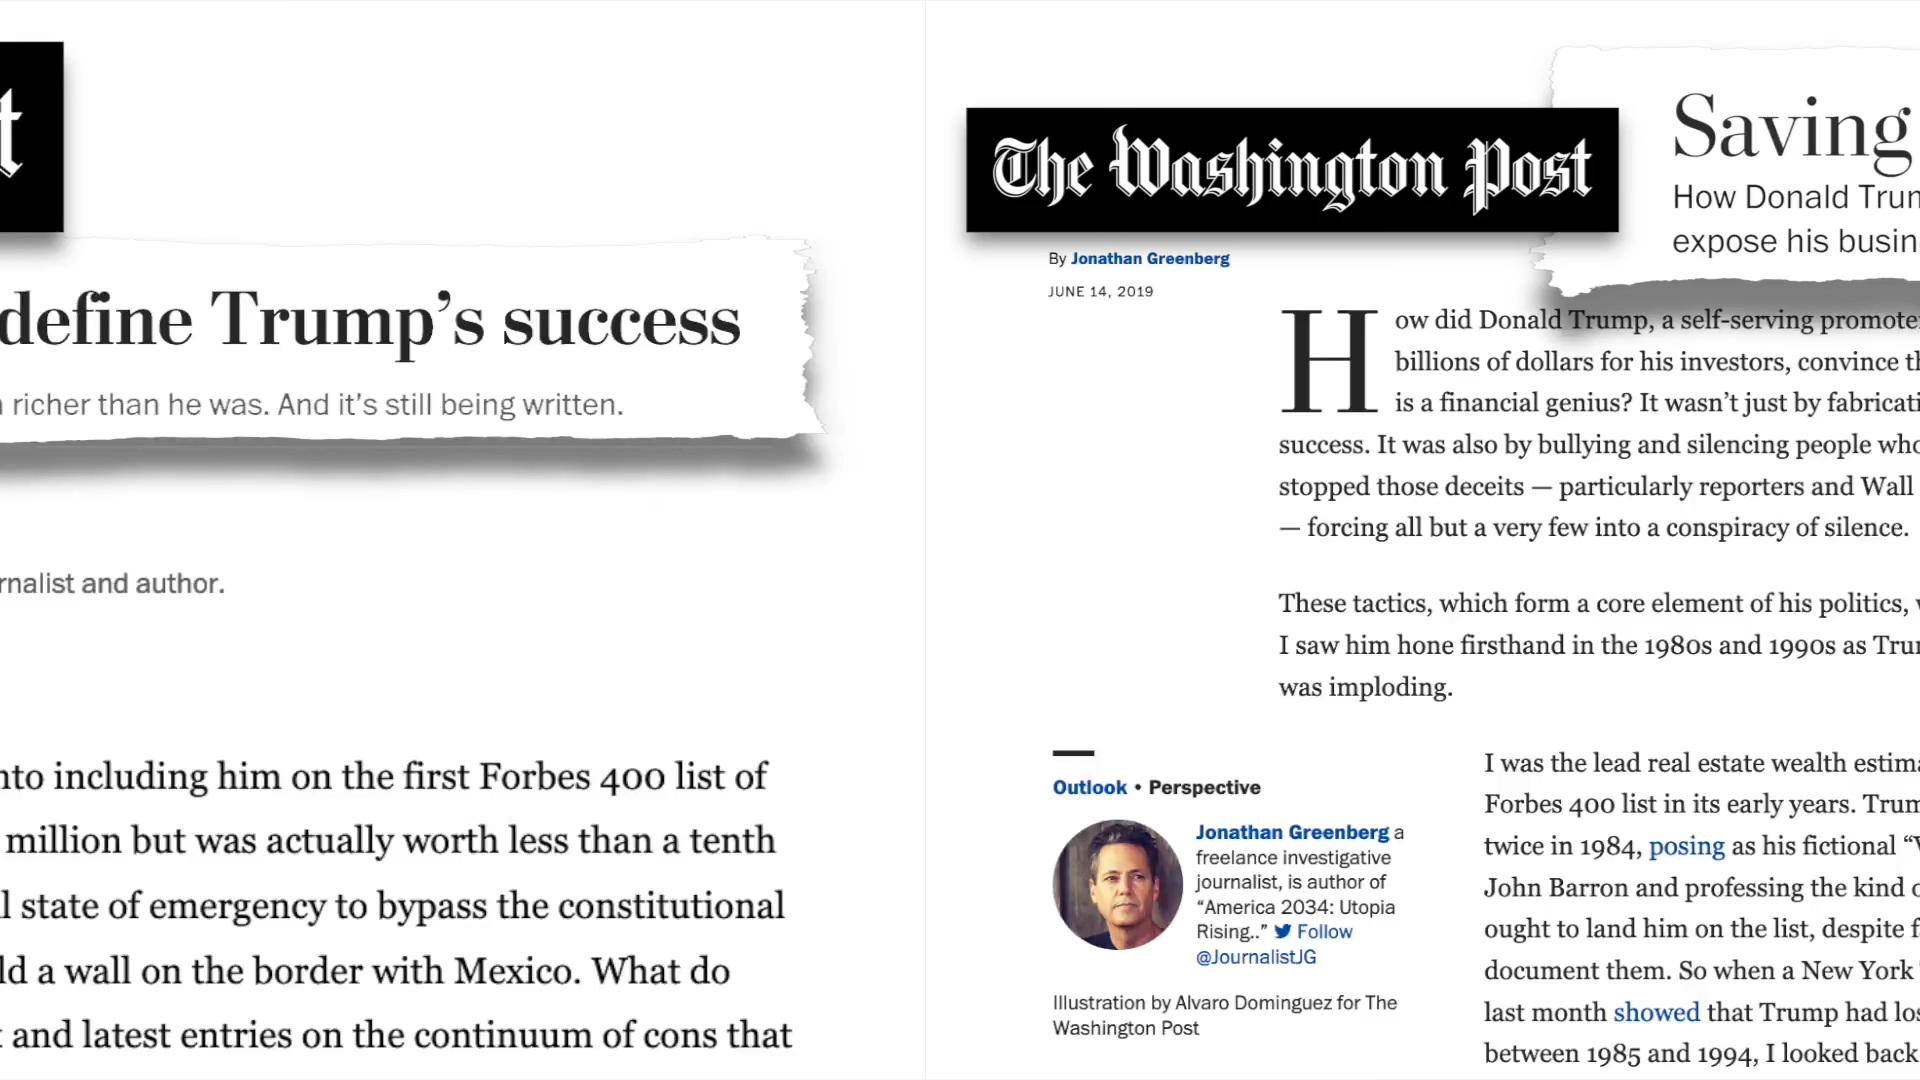 t
define Trump’s success
richer than he was. And it’s still being written.
rnalist and author.
nto including him on the first Forbes 400 list of
million but was actually worth less than a tenth
l state of emergency to bypass the constitutional
ld a wall on the border with Mexico. What do
and latest entries on the continuum of cons that
The Washington Post
Saving
How Donald Trum
expose his busin
By Jonathan Greenberg
JUNE 14, 2019
How did Donald Trump, a self-serving promoter
billions of dollars for his investors, convince th
is a financial genius? It wasn’t just by fabricati
success. It was also by bullying and silencing people who
stopped those deceits — particularly reporters and Wall
— forcing all but a very few into a conspiracy of silence.
These tactics, which form a core element of his politics, w
I saw him hone firsthand in the 1980s and 1990s as Trum
was imploding.
Outlook • Perspective
Jonathan Greenberg a
freelance investigative
journalist, is author of
“America 2034: Utopia
Rising..” Follow
@JournalistJG
Illustration by Alvaro Dominguez for The
Washington Post
I was the lead real estate wealth estima
Forbes 400 list in its early years. Trum
twice in 1984, posing as his fictional “V
John Barron and professing the kind o
ought to land him on the list, despite f
document them. So when a New York T
last month showed that Trump had los
between 1985 and 1994, I looked back